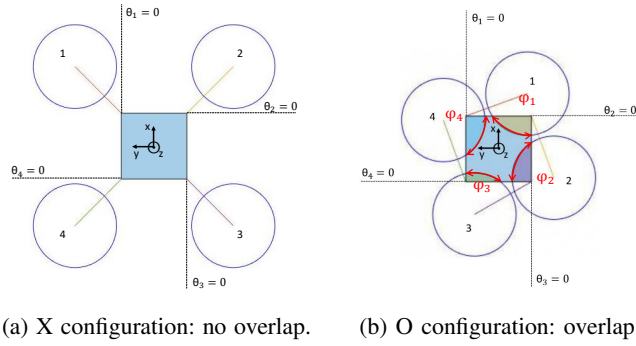 θ1 = 0
1
2
θ2 = 0
x
y
z
θ4 = 0
4
3
θ3 = 0
(a) X configuration: no overlap.
θ1 = 0
1
φ1
θ2 = 0
4
φ4
x
y
z
θ4 = 0
φ3
φ2
2
3
θ3 = 0
(b) O configuration: overlap